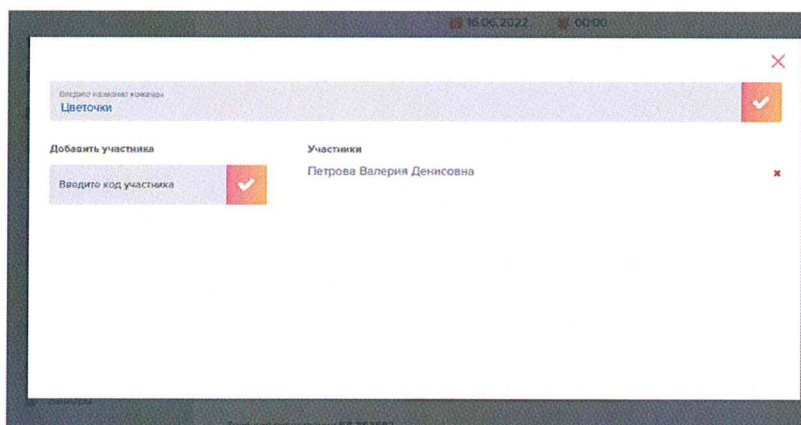 16.06.2022 00:00
Введите название команды
Цветочки
Добавить участника
Участники
Введите код участника
Петрова Валерия Денисовна